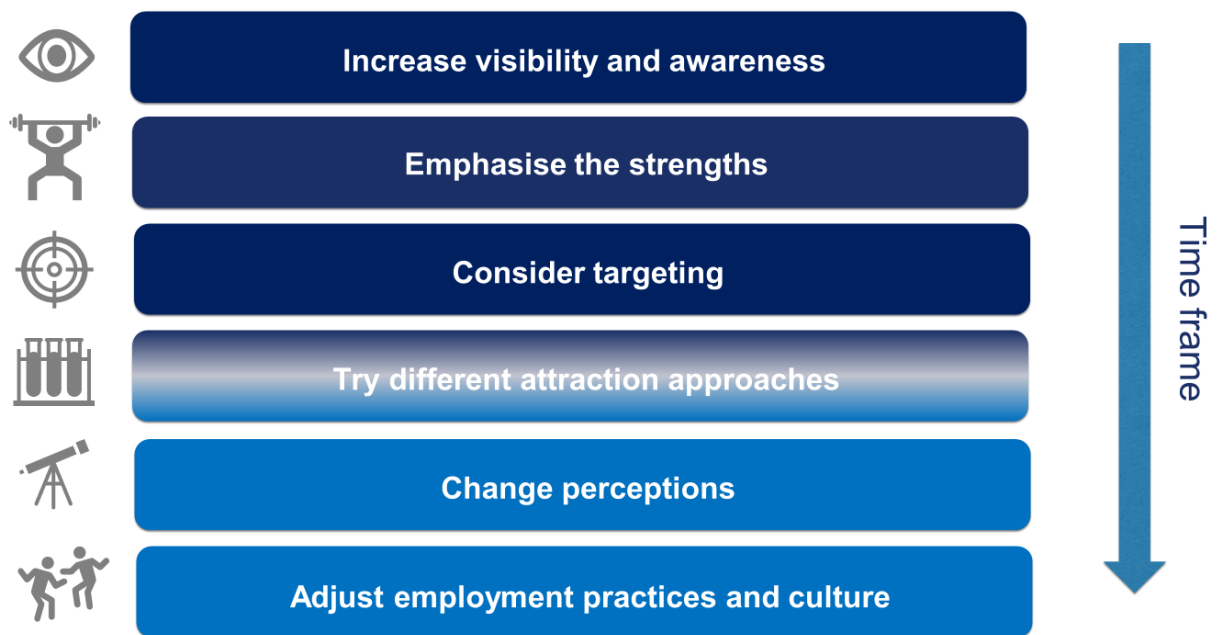 Increase visibility and awareness
Emphasise the strengths
Consider targeting
Try different attraction approaches
Change perceptions
Adjust employment practices and culture
Time frame